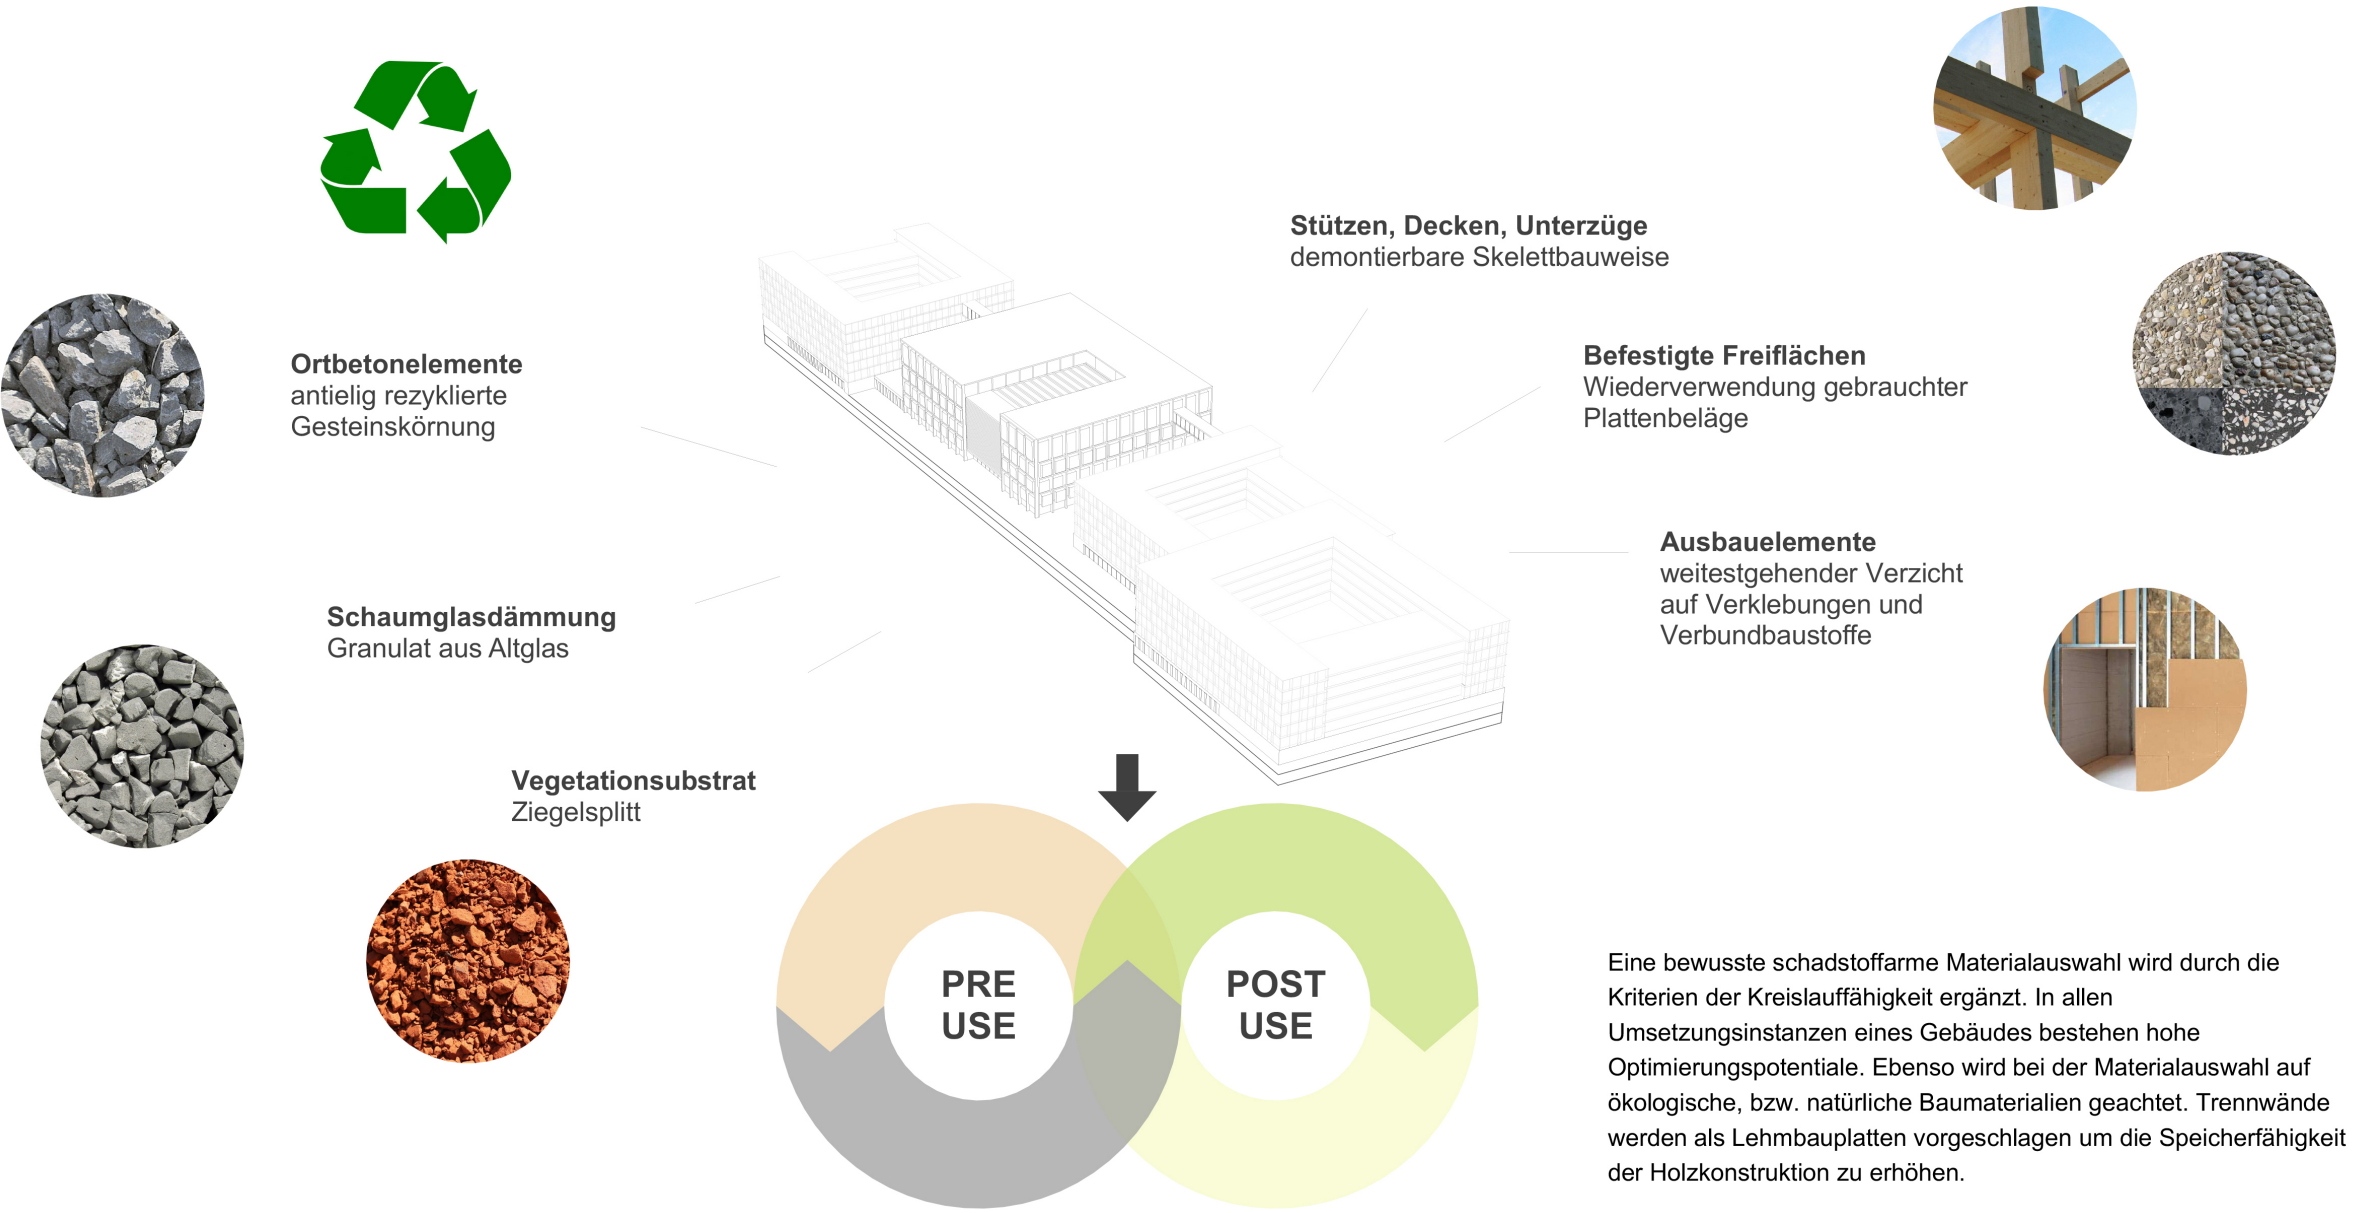 Stützen, Decken, Unterzüge
demontierbare Skelettbauweise
Ortbetonelemente
antielig rezyklierte
Gesteinskörnung
Befestigte Freiflächen
Wiederverwendung gebrauchter
Plattenbeläge
Ausbauelemente
weitestgehender Verzicht
auf Verklebungen und
Verbundbaustoffe
Schaumglasdämmung
Granulat aus Altglas
Vegetationsubstrat
Ziegelsplitt
PRE
USE
POST
USE
Eine bewusste schadstoffarme Materialauswahl wird durch die
Kriterien der Kreislauffähigkeit ergänzt. In allen
Umsetzungsinstanzen eines Gebäudes bestehen hohe
Optimierungspotentiale. Ebenso wird bei der Materialauswahl auf
ökologische, bzw. natürliche Baumaterialien geachtet. Trennwände
werden als Lehmbauplatten vorgeschlagen um die Speicherfähigkeit
der Holzkonstruktion zu erhöhen.